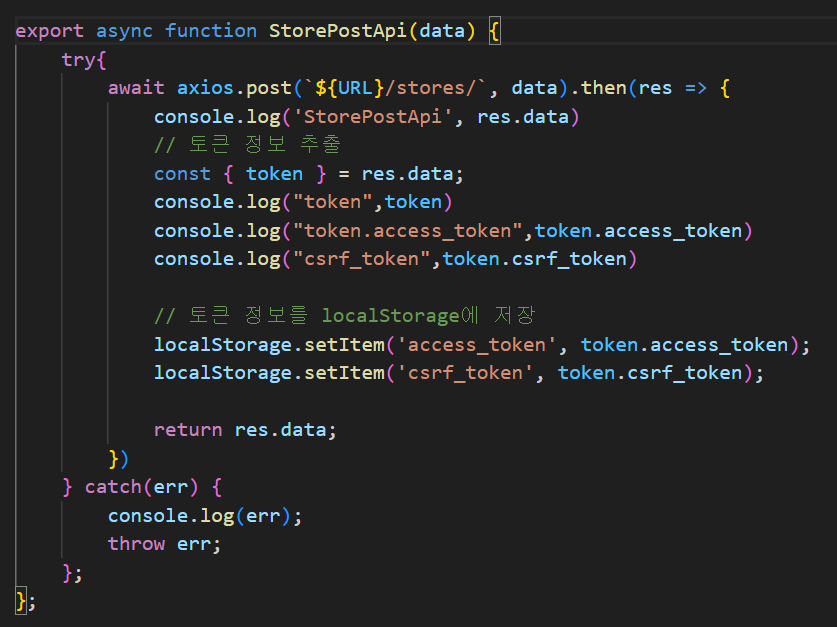 export async function StorePostApi(data) {
try{
await axios.post(`${URL}/stores/`, data).then(res => {
console.log('StorePostApi', res.data)
// 토큰 정보 추출
const { token } = res.data;
console.log("token",token)
console.log("token.access_token",token.access_token)
console.log("csrf_token",token.csrf_token)
// 토큰 정보를 localStorage에 저장
localStorage.setItem('access_token', token.access_token);
localStorage.setItem('csrf_token', token.csrf_token);
return res.data;
})
} catch(err) {
console.log(err);
throw err;
};
};